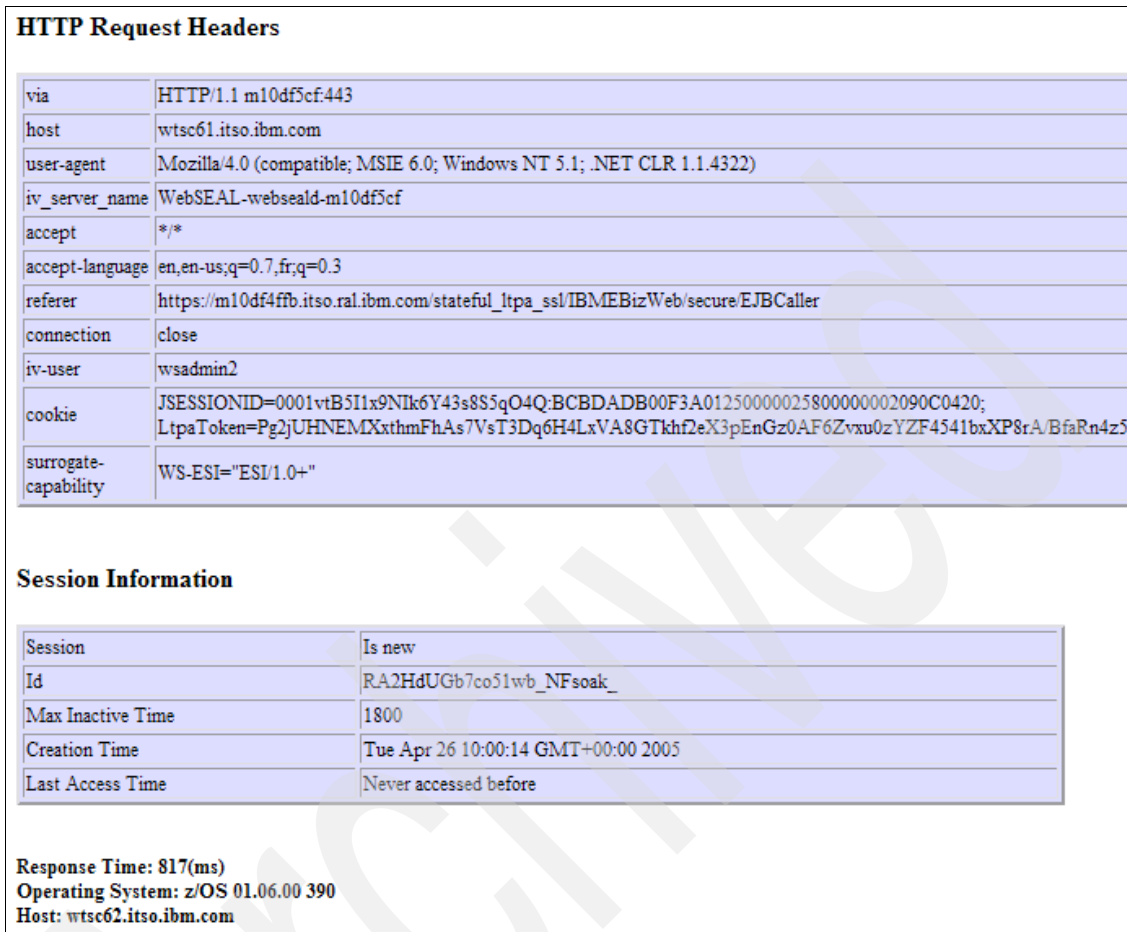 HTTP Request Headers
via HTTP/1.1 m10df5cf:443
host wtsc61.itso.ibm.com
user-agent Mozilla/4.0 (compatible; MSIE 6.0; Windows NT 5.1; .NET CLR 1.1.4322)
iv_server_name WebSEAL-webseald-m10df5cf
accept */*
accept-language en,en-us;q=0.7,fr;q=0.3
referer https://m10df4ffb.itso.ral.ibm.com/stateful_ltpa_ssl/IBMEBizWeb/secure/EJBCaller
connection close
iv-user wsadmin2
cookie JSESSIONID=0001vtB5I1x9NIk6Y43s8S5qO4Q:BCBDADB00F3A01250000025800000002090C0420;
LtpaToken=Pg2jUHNEMXxthmFhAs7VsT3Dq6H4LxVA8GTkhf2eX3pEnGz0AF6Zvxu0zYZF4541bxXP8rA/BfaRn4z5
surrogate-
capability WS-ESI="ESI/1.0+"
Session Information
Session Is new
Id RA2HdUGb7co51wb_NFsoak_
Max Inactive Time 1800
Creation Time Tue Apr 26 10:00:14 GMT+00:00 2005
Last Access Time Never accessed before
Response Time: 817(ms)
Operating System: z/OS 01.06.00 390
Host: wtsc62.itso.ibm.com